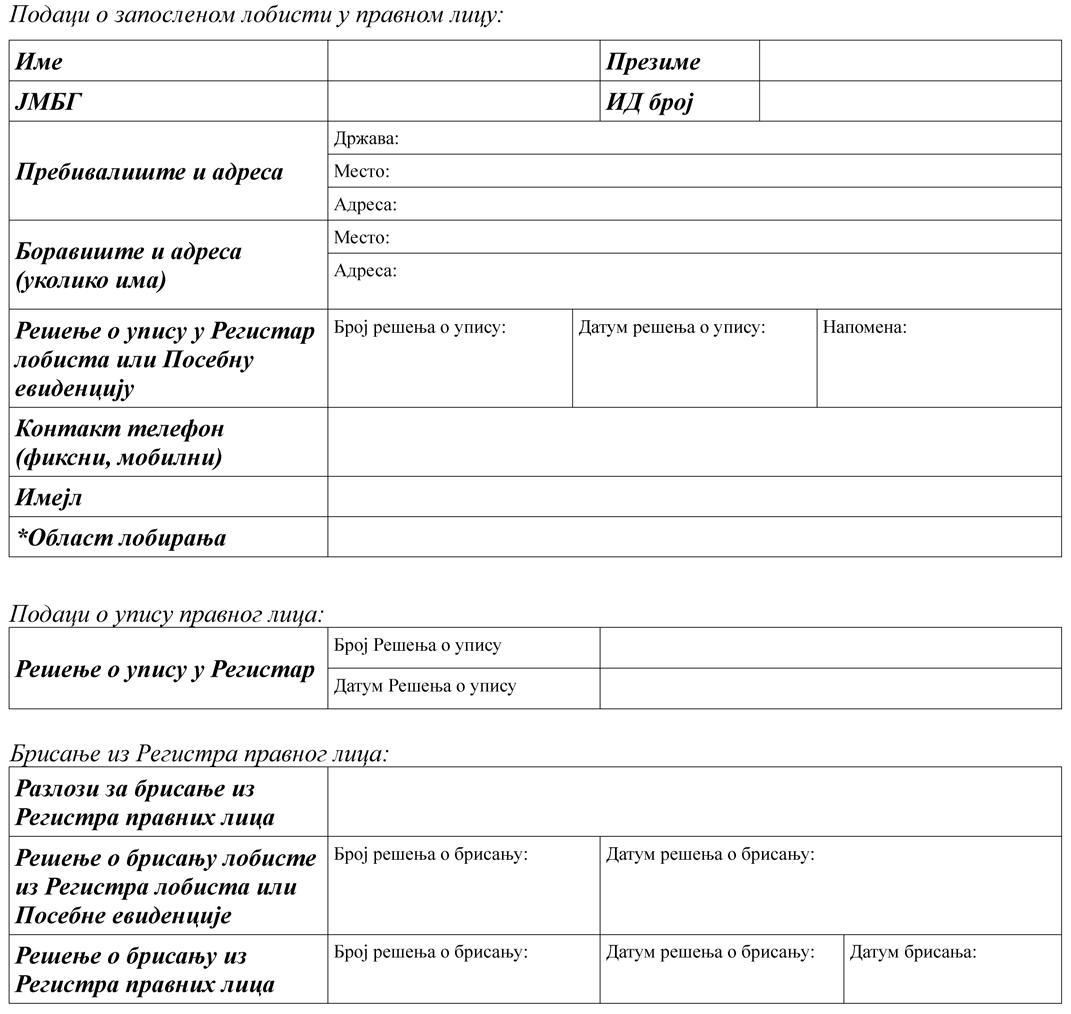 Подаци о запосленом лобисти у правном лицу:
Име
Презиме
ЈМБГ
ИД број
Пребивалиште и адреса
Држава:
Место:
Адреса:
Боравиште и адреса
(уколико има)
Место:
Адреса:
Решење о упису у Регистар
лобиста или Посебну
евиденцију
Број решења о упису:
Датум решења о упису:
Напомена:
Контакт телефон
(фиксни, мобилни)
Имејл
*Област лобирања
Подаци о упису правног лица:
Решење о упису у Регистар
Број Решења о упису
Датум Решења о упису
Брисање из Регистра правног лица:
Разлози за брисање из
Регистра правних лица
Решење о брисању лобисте
из Регистра лобиста или
Посебне евиденције
Број решења о брисању:
Датум решења о брисању:
Решење о брисању из
Регистра правних лица
Број решења о брисању:
Датум решења о брисању:
Датум брисања: